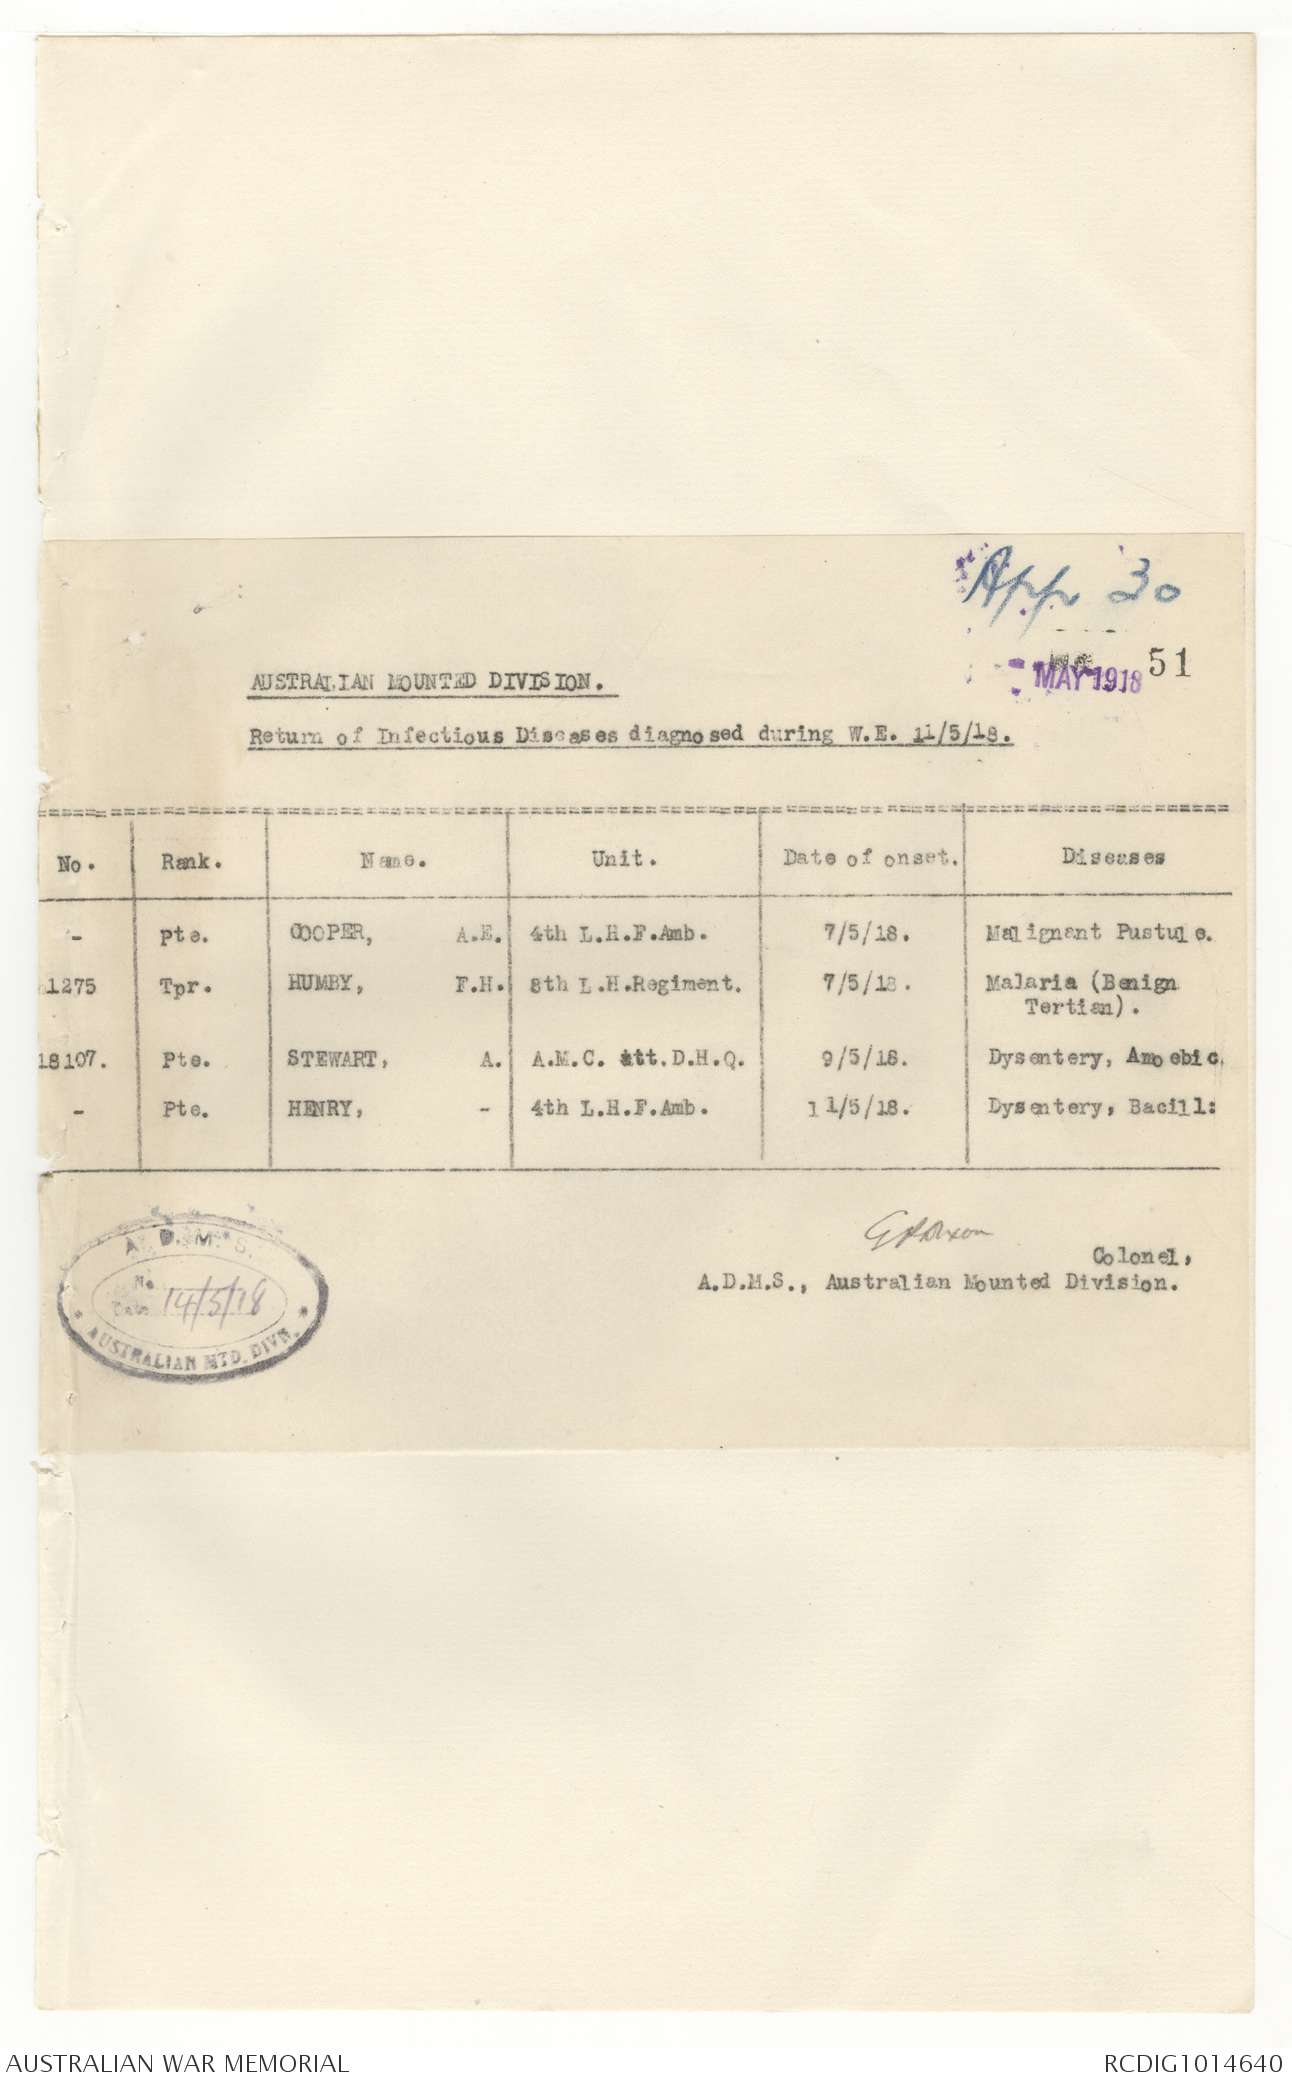 App 30
MAY 1918
51
AUSTRALIAN MOUNTED DIVISION.
Return of Infectious Diseases diagnosed during W.E. 11/5/18.
No. Rank. Name. Unit. Date of onset. Diseases
- Pte. COOPER, A.E. 4th L.H.F.Amb. 7/5/18. Malignant Pustule.
1275 Tpr. HUMBY, F.H. 8th L.H.Regiment. 7/5/18. Malaria (Benign
Tertian).
18107. Pte. STEWART, A. A.M.C. att.D.H.Q. 9/5/18. Dysentery, Amoebic.
- Pte. HENRY, - 4th L.H.F.Amb. 11/5/18. Dysentery, Bacill:
Colonel,
A.D.M.S., Australian Mounted Division.
A. D. M. S.
No.
Date 14/5/18
AUSTRALIAN MTD. DIVN.
AUSTRALIAN WAR MEMORIAL
RCDIG1014640